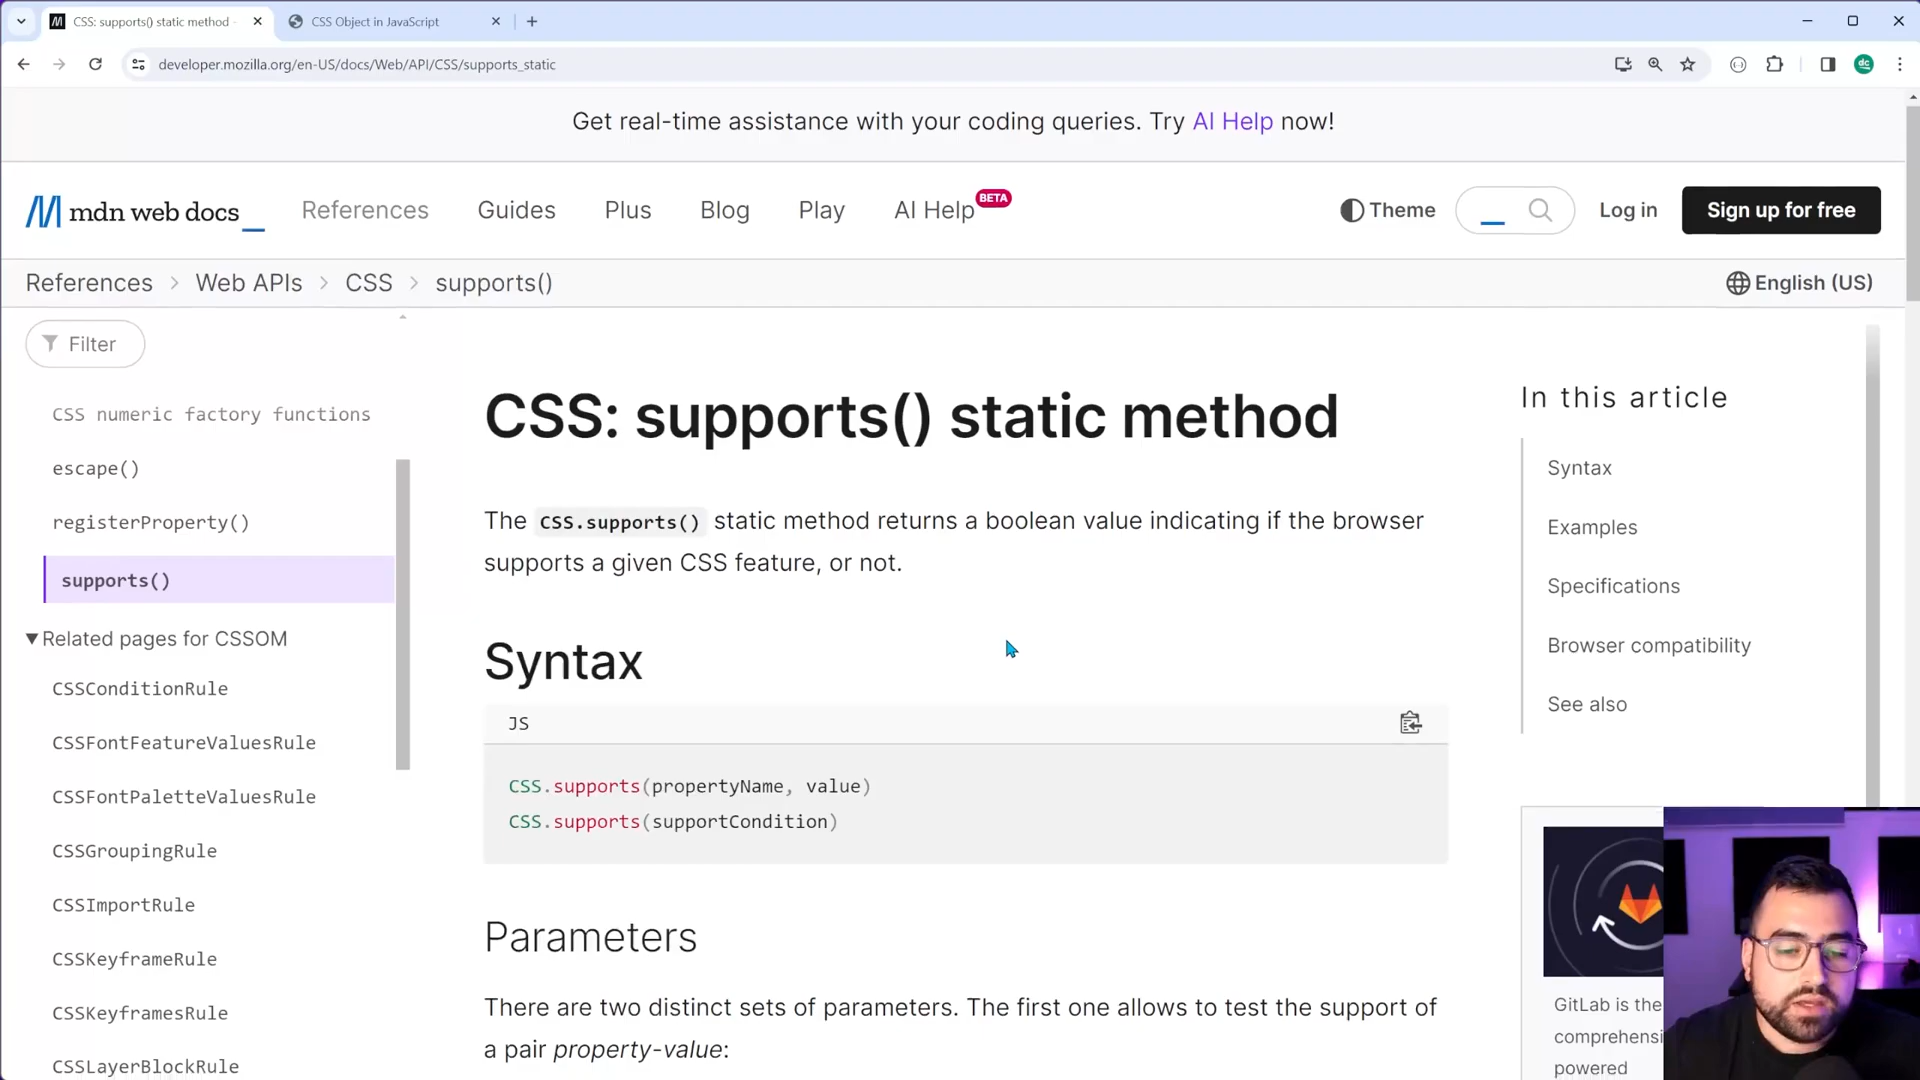 CSS: supports() static method
CSS Object in JavaScript
developer.mozilla.org/en-US/docs/Web/API/CSS/supports_static
dc
Get real-time assistance with your coding queries. Try AI Help now!
mdn web docs_
References
Guides
Plus
Blog
Play
AI Help
BETA
Theme
Log in
Sign up for free
References > Web APIs > CSS > supports()
English (US)
Filter
CSS numeric factory functions
escape()
registerProperty()
supports()
Related pages for CSSOM
CSSConditionRule
CSSFontFeatureValuesRule
CSSFontPaletteValuesRule
CSSGroupingRule
CSSImportRule
CSSKeyframeRule
CSSKeyframesRule
CSSLayerBlockRule
CSS: supports() static method
The CSS.supports() static method returns a boolean value indicating if the browser
supports a given CSS feature, or not.
Syntax
JS
CSS.supports(propertyName, value)
CSS.supports(supportCondition)
Parameters
There are two distinct sets of parameters. The first one allows to test the support of
a pair property-value:
In this article
Syntax
Examples
Specifications
Browser compatibility
See also
GitLab is the
comprehensi
powered